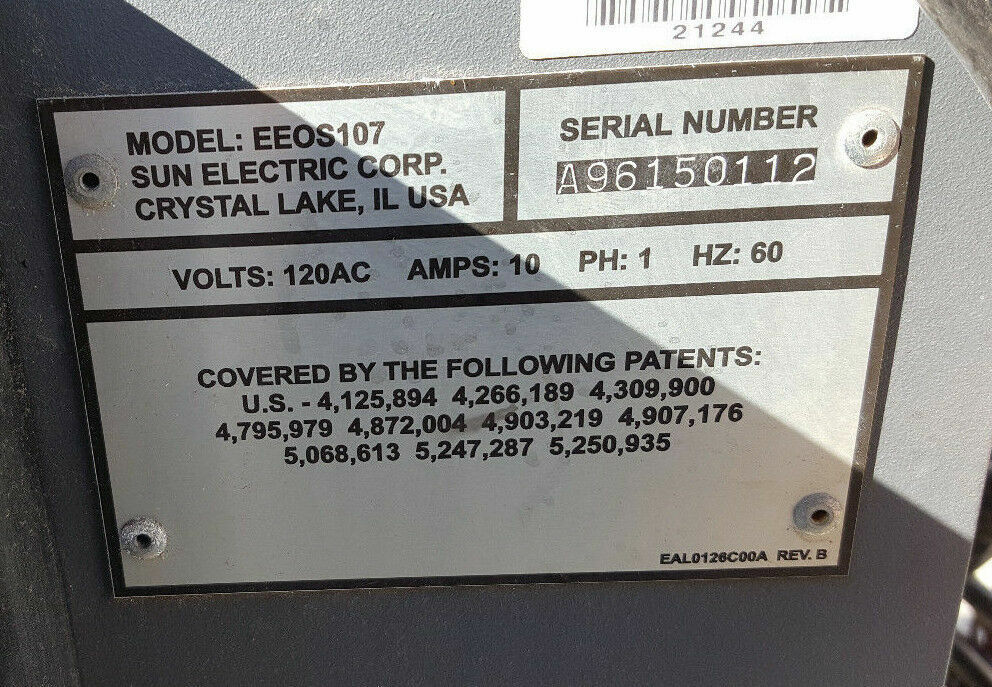 21244
MODEL: EEOS107
SUN ELECTRIC CORP.
CRYSTAL LAKE, IL USA
SERIAL NUMBER
A96150112
VOLTS: 120AC AMPS: 10 PH: 1 HZ: 60
COVERED BY THE FOLLOWING PATENTS:
U.S. - 4,125,894 4,266,189 4,309,900
4,795,979 4,872,004 4,903,219 4,907,176
5,068,613 5,247,287 5,250,935
EAL0126C00A REV. B